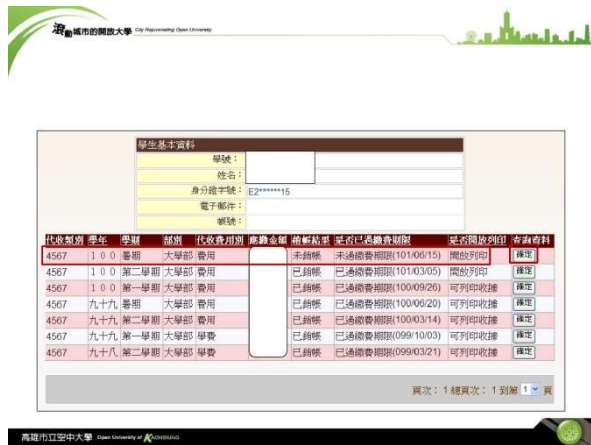 滾動城市的開放大學 City Rejuvenating Open University
學生基本資料
學號：
姓名：
身分證字號： E2******15
電子郵件：
帳號：
代收類別 學年 學期 部別 代收費用別 應繳金額 銷帳結果 是否已過繳費期限 是否開放列印 查詢資料
4567 １００ 暑期 大學部 費用 未銷帳 未過繳費期限(101/06/15) 開放列印 確定
4567 １００ 第二學期 大學部 費用 已銷帳 已過繳費期限(101/03/05) 開放列印 確定
4567 １００ 第一學期 大學部 費用 已銷帳 已過繳費期限(100/09/26) 可列印收據 確定
4567 九十九 暑期 大學部 費用 已銷帳 已過繳費期限(100/06/20) 可列印收據 確定
4567 九十九 第二學期 大學部 費用 已銷帳 已過繳費期限(100/03/14) 可列印收據 確定
4567 九十九 第一學期 大學部 學費 已銷帳 已過繳費期限(099/10/03) 可列印收據 確定
4567 九十八 第二學期 大學部 學費 已銷帳 已過繳費期限(099/03/21) 可列印收據 確定
頁次：1 總頁次：1 到第 1 頁
高雄市立空中大學 Open University of KAOHSIUNG